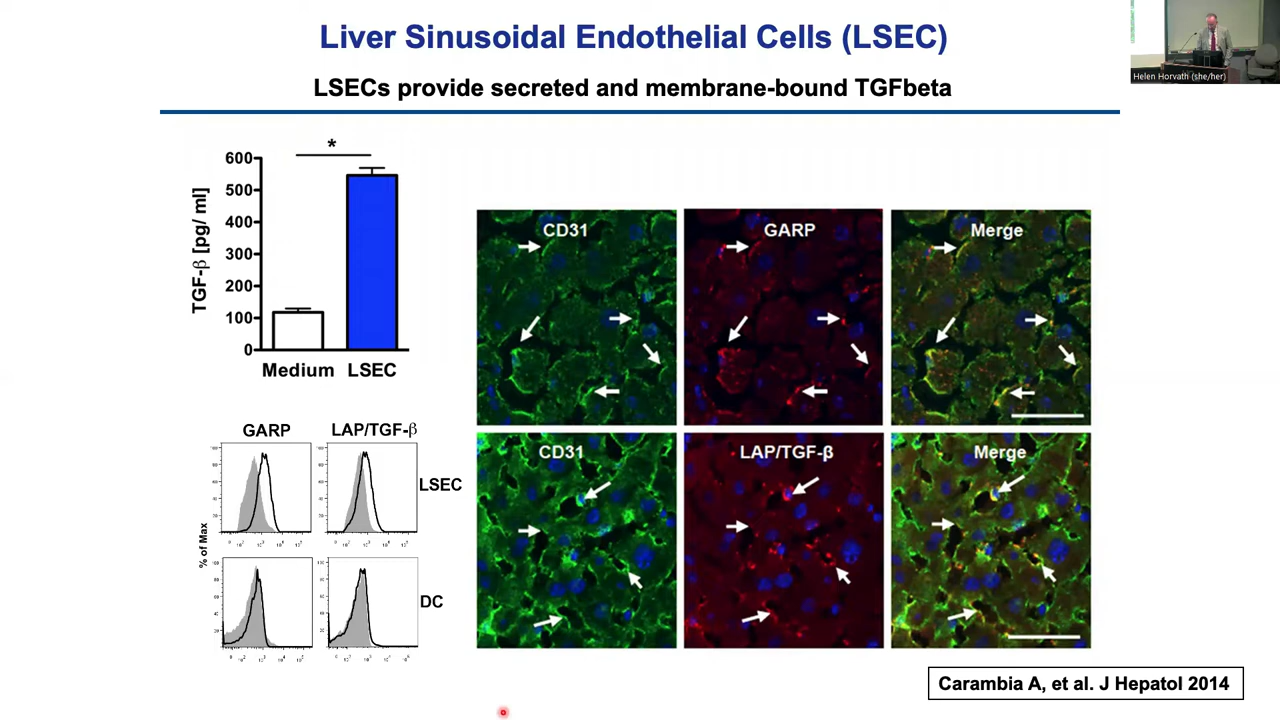 Liver Sinusoidal Endothelial Cells (LSEC)
Helen Horvath (she/her)
LSECs provide secreted and membrane-bound TGFbeta
*
TGF-β [pg/ ml]
600
500
400
300
200
100
0
Medium LSEC
CD31
GARP
Merge
GARP LAP/TGF-β
LSEC
% of Max
DC
CD31
LAP/TGF-β
Merge
Carambia A, et al. J Hepatol 2014